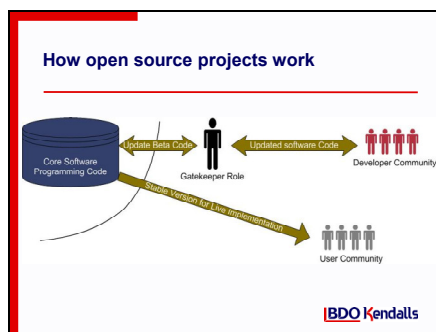 How open source projects work
Core Software
Programming Code
Update Beta Code
Gatekeeper Role
Updated software Code
Developer Community
Stable Version for Live Implementation
User Community
BDO Kendalls